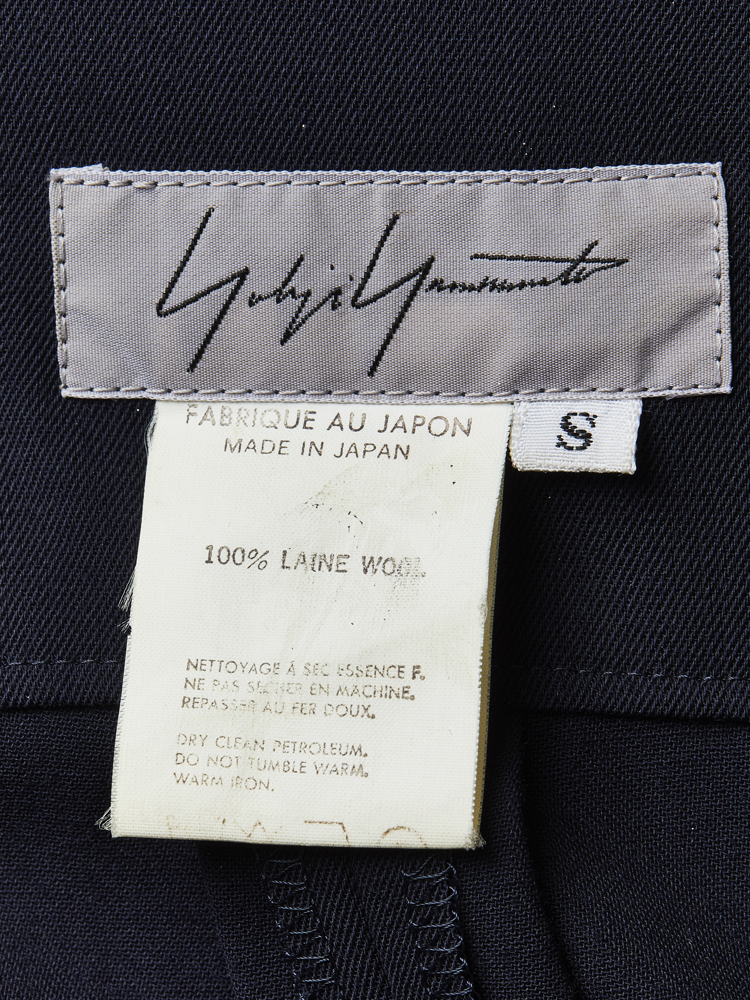 Yohji Yamamoto
S
FABRIQUE AU JAPON
MADE IN JAPAN
100% LAINE WOOL
NETTOYAGE À SEC ESSENCE F.
NE PAS SÉCHER EN MACHINE.
REPASSER AU FER DOUX.
DRY CLEAN PETROLEUM.
DO NOT TUMBLE WARM.
WARM IRON.